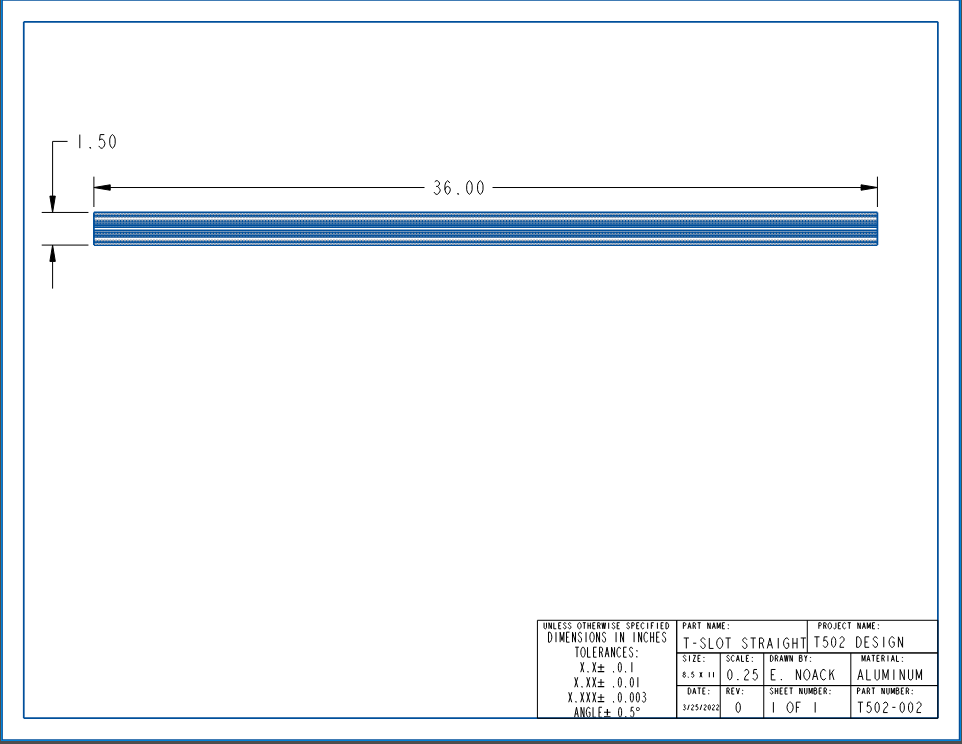 1.50
36.00
UNLESS OTHERWISE SPECIFIED
DIMENSIONS IN INCHES
TOLERANCES:
X.X± .0.1
X.XX± .0.01
X.XXX± .0.003
ANGLE± 0.5°
PART NAME:
T-SLOT STRAIGHT
PROJECT NAME:
T502 DESIGN
SIZE:
8.5 X 11
SCALE:
0.25
DRAWN BY:
E. NOACK
MATERIAL:
ALUMINUM
DATE:
3/25/2022
REV:
0
SHEET NUMBER:
1 OF 1
PART NUMBER:
T502-002